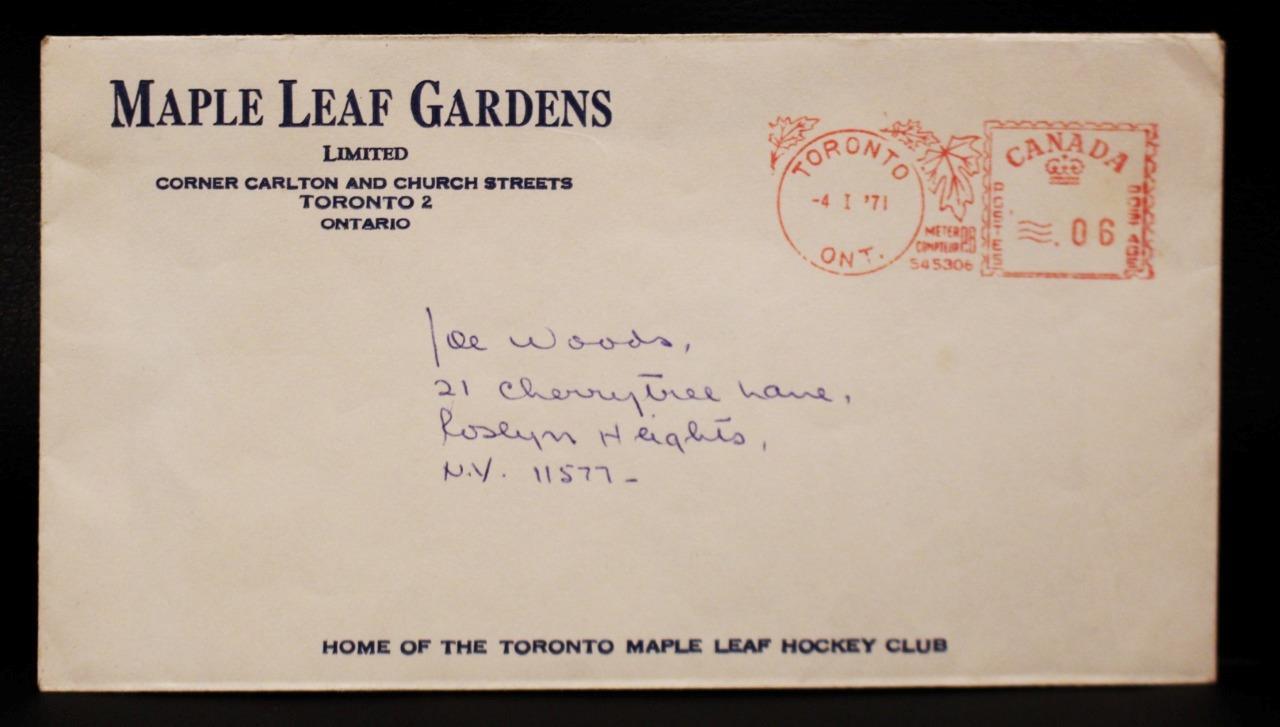 MAPLE LEAF GARDENS
LIMITED
CORNER CARLTON AND CHURCH STREETS
TORONTO 2
ONTARIO
TORONTO
-4 I '71
ONT.
METER
COMPTEUR
545306
CANADA
POSTES
POSTAGE
.06
Joe Woods,
21 Cherrytree Lane,
Roslyn Heights,
N.Y. 11577-
HOME OF THE TORONTO MAPLE LEAF HOCKEY CLUB